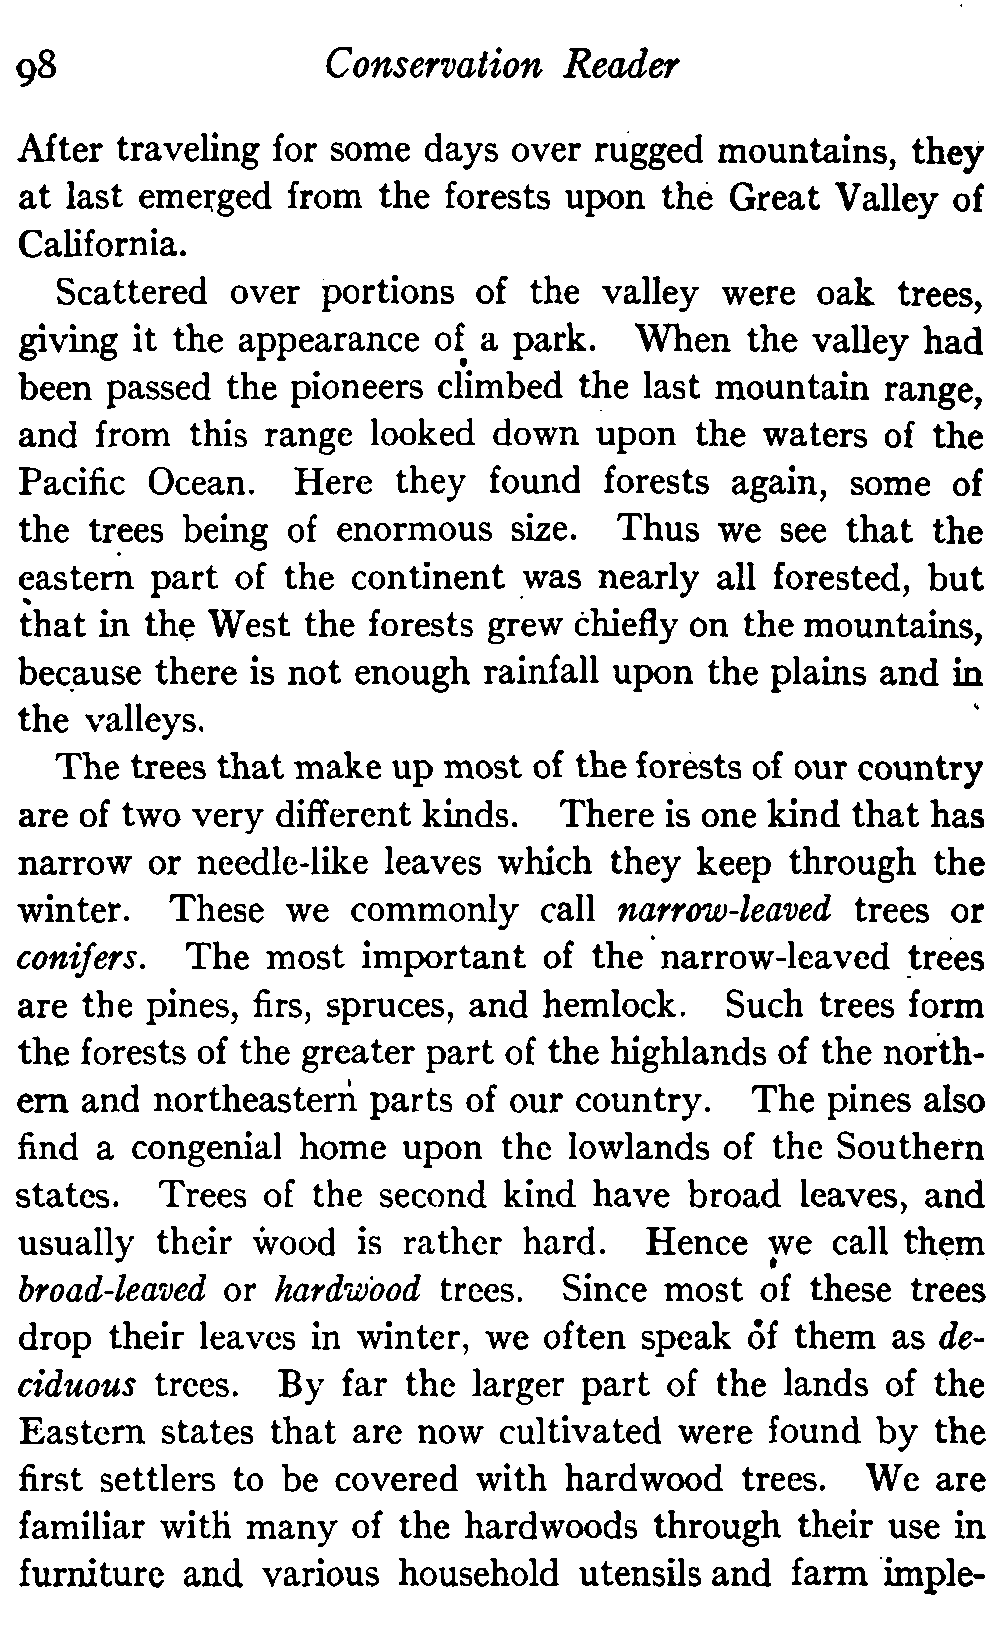 98 Conservation Reader
After traveling for some days over rugged mountains, they
at last emerged from the forests upon the Great Valley of
California.
Scattered over portions of the valley were oak trees,
giving it the appearance of a park. When the valley had
been passed the pioneers climbed the last mountain range,
and from this range looked down upon the waters of the
Pacific Ocean. Here they found forests again, some of
the trees being of enormous size. Thus we see that the
eastern part of the continent was nearly all forested, but
that in the West the forests grew chiefly on the mountains,
because there is not enough rainfall upon the plains and in
the valleys.
The trees that make up most of the forests of our country
are of two very different kinds. There is one kind that has
narrow or needle-like leaves which they keep through the
winter. These we commonly call narrow-leaved trees or
conifers. The most important of the narrow-leaved trees
are the pines, firs, spruces, and hemlock. Such trees form
the forests of the greater part of the highlands of the north-
ern and northeastern parts of our country. The pines also
find a congenial home upon the lowlands of the Southern
states. Trees of the second kind have broad leaves, and
usually their wood is rather hard. Hence we call them
broad-leaved or hardwood trees. Since most of these trees
drop their leaves in winter, we often speak of them as de-
ciduous trees. By far the larger part of the lands of the
Eastern states that are now cultivated were found by the
first settlers to be covered with hardwood trees. We are
familiar with many of the hardwoods through their use in
furniture and various household utensils and farm imple-